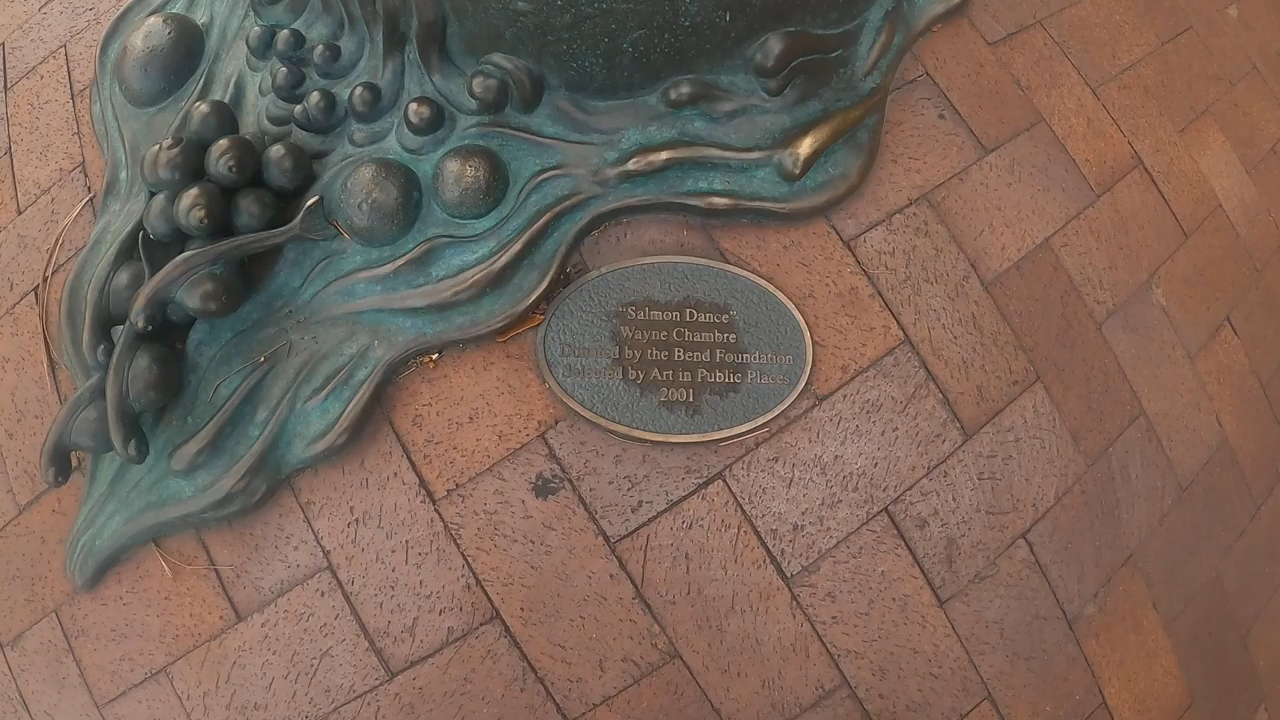 "Salmon Dance"
Wayne Chambre
Donated by the Bend Foundation
Selected by Art in Public Places
2001